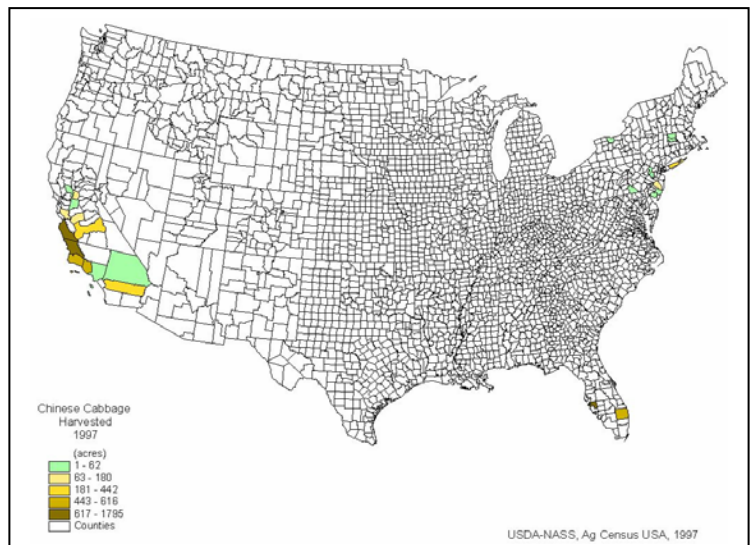 Chinese Cabbage
Harvested
1997
(acres)
1 - 62
63 - 180
181 - 442
443 - 616
617 - 1785
Counties
USDA-NASS, Ag Census USA, 1997